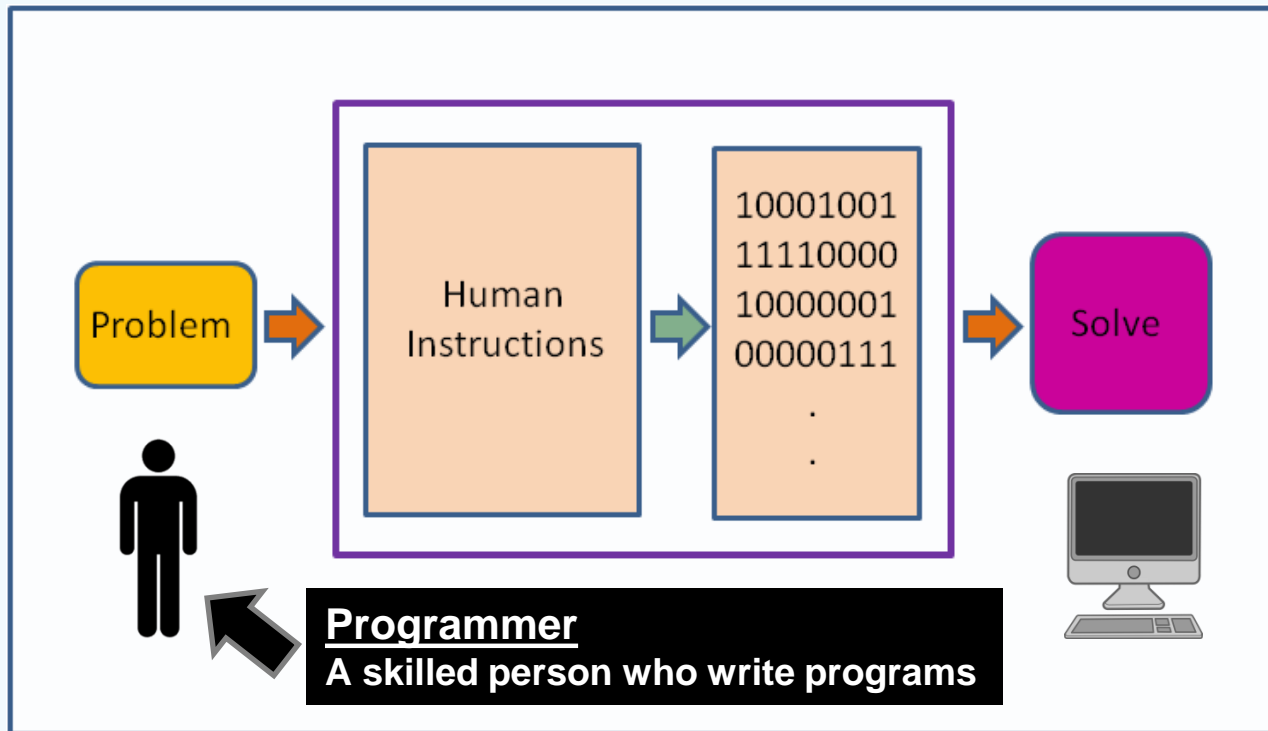 Problem
Human
Instructions
10001001
11110000
10000001
00000111
.
.
Solve
Programmer
A skilled person who write programs